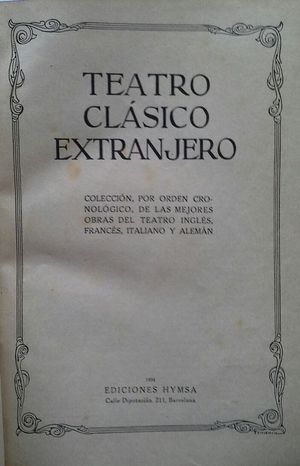 TEATRO
CLÁSICO
EXTRANJERO
COLECCIÓN, POR ORDEN CRO-
NOLÓGICO, DE LAS MEJORES
OBRAS DEL TEATRO INGLÉS,
FRANCÉS, ITALIANO Y ALEMÁN
1934
EDICIONES HYMSA
Calle Diputación, 211, Barcelona